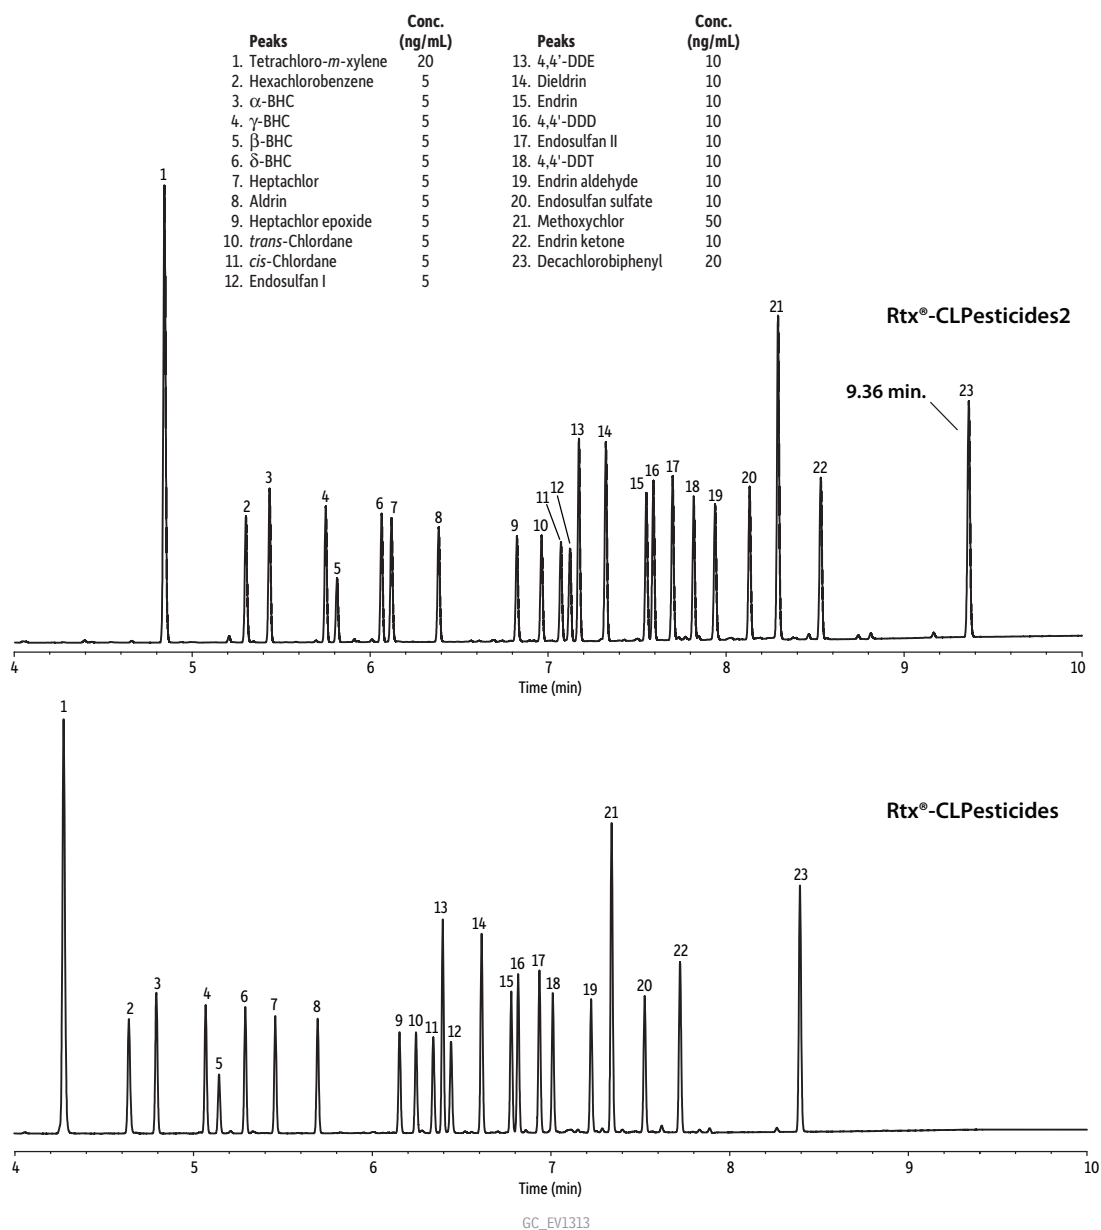 Peaks Conc. (ng/mL)
1. Tetrachloro-m-xylene 20
2. Hexachlorobenzene 5
3. α-BHC 5
4. γ-BHC 5
5. β-BHC 5
6. δ-BHC 5
7. Heptachlor 5
8. Aldrin 5
9. Heptachlor epoxide 5
10. trans-Chlordane 5
11. cis-Chlordane 5
12. Endosulfan I 5
Peaks Conc. (ng/mL)
13. 4,4’-DDE 10
14. Dieldrin 10
15. Endrin 10
16. 4,4'-DDD 10
17. Endosulfan II 10
18. 4,4'-DDT 10
19. Endrin aldehyde 10
20. Endosulfan sulfate 10
21. Methoxychlor 50
22. Endrin ketone 10
23. Decachlorobiphenyl 20
Rtx®-CLPesticides2
9.36 min.
1 2 3 4 5 6 7 8 9 10 11 12 13 14 15 16 17 18 19 20 21 22 23
4 5 6 7 8 9 10
Time (min)
Rtx®-CLPesticides
1 2 3 4 5 6 7 8 9 10 11 13 12 14 15 16 17 18 19 21 20 22 23
4 5 6 7 8 9 10
Time (min)
GC_EV1313